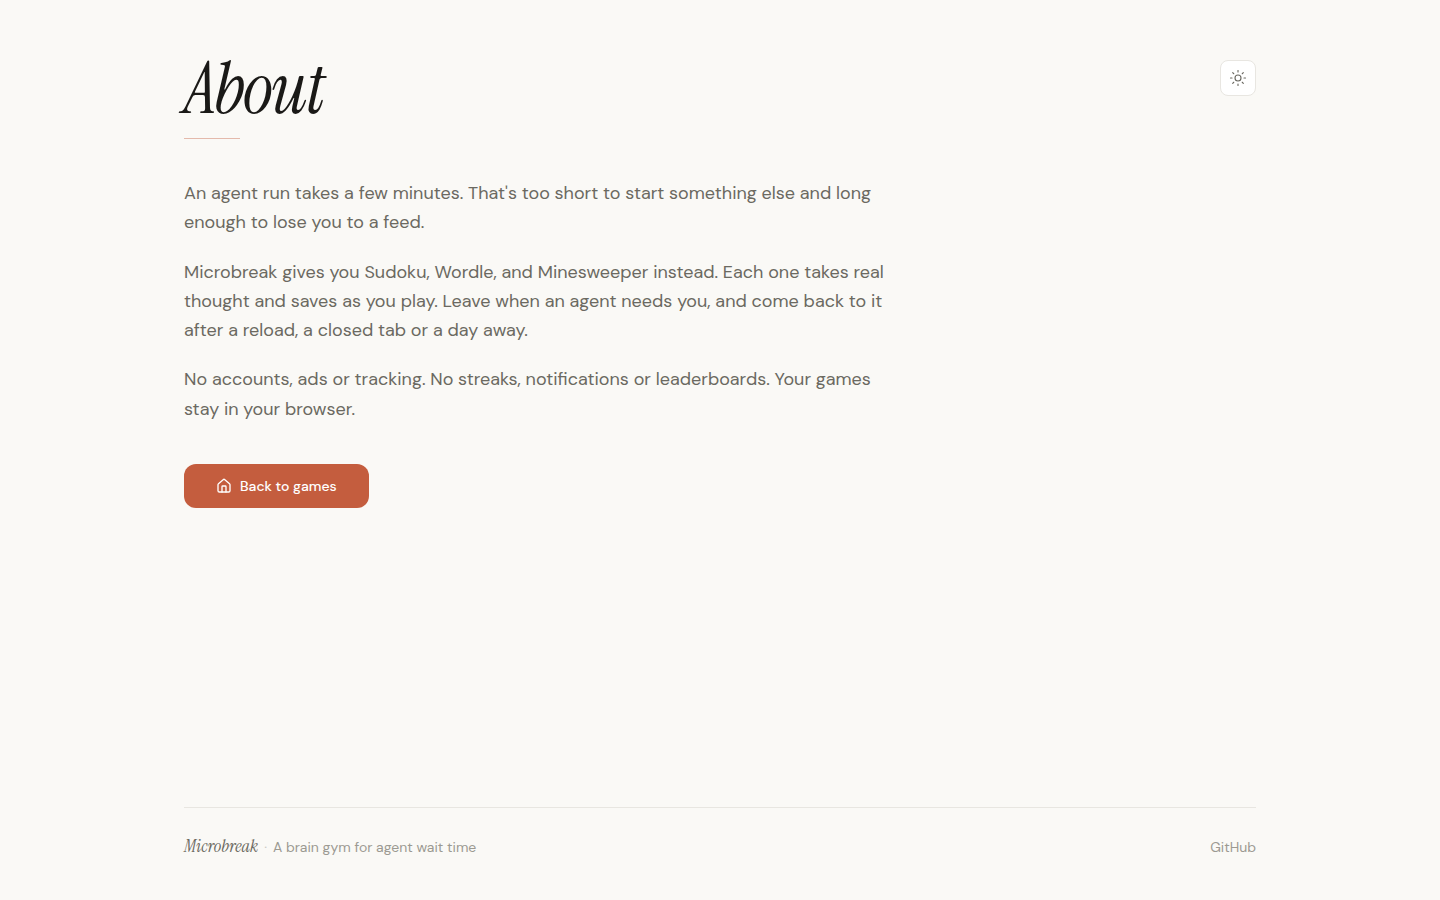 About
An agent run takes a few minutes. That's too short to start something else and long
enough to lose you to a feed.
Microbreak gives you Sudoku, Wordle, and Minesweeper instead. Each one takes real
thought and saves as you play. Leave when an agent needs you, and come back to it
after a reload, a closed tab or a day away.
No accounts, ads or tracking. No streaks, notifications or leaderboards. Your games
stay in your browser.
Back to games
Microbreak · A brain gym for agent wait time
GitHub